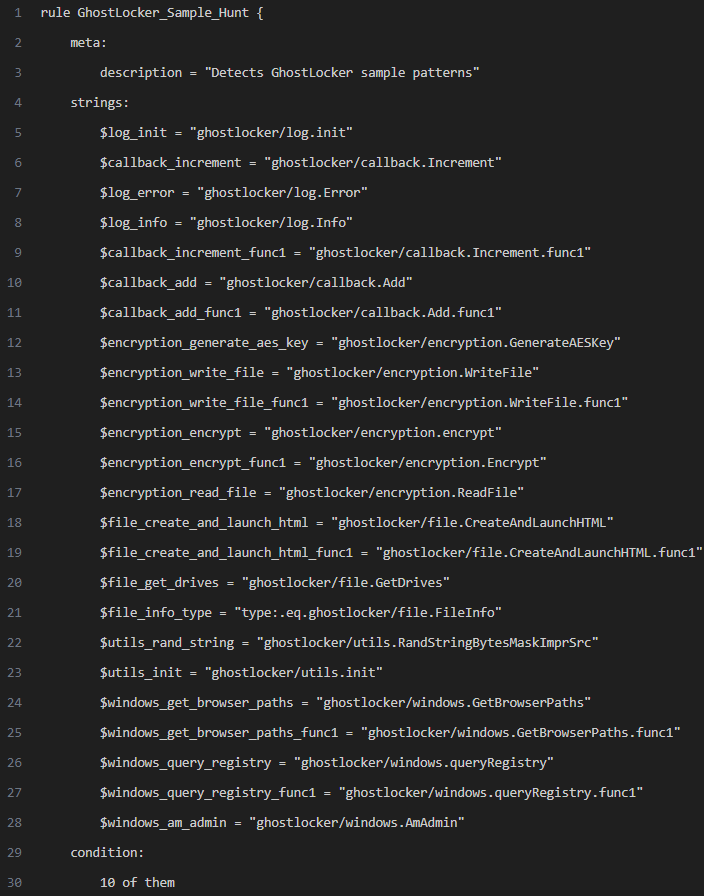 1 rule GhostLocker_Sample_Hunt {
2 meta:
3 description = "Detects GhostLocker sample patterns"
4 strings:
5 $log_init = "ghostlocker/log.init"
6 $callback_increment = "ghostlocker/callback.Increment"
7 $log_error = "ghostlocker/log.Error"
8 $log_info = "ghostlocker/log.Info"
9 $callback_increment_func1 = "ghostlocker/callback.Increment.func1"
10 $callback_add = "ghostlocker/callback.Add"
11 $callback_add_func1 = "ghostlocker/callback.Add.func1"
12 $encryption_generate_aes_key = "ghostlocker/encryption.GenerateAESKey"
13 $encryption_write_file = "ghostlocker/encryption.WriteFile"
14 $encryption_write_file_func1 = "ghostlocker/encryption.WriteFile.func1"
15 $encryption_encrypt = "ghostlocker/encryption.encrypt"
16 $encryption_encrypt_func1 = "ghostlocker/encryption.Encrypt"
17 $encryption_read_file = "ghostlocker/encryption.ReadFile"
18 $file_create_and_launch_html = "ghostlocker/file.CreateAndLaunchHTML"
19 $file_create_and_launch_html_func1 = "ghostlocker/file.CreateAndLaunchHTML.func1"
20 $file_get_drives = "ghostlocker/file.GetDrives"
21 $file_info_type = "type:.eq.ghostlocker/file.FileInfo"
22 $utils_rand_string = "ghostlocker/utils.RandStringBytesMaskImprSrc"
23 $utils_init = "ghostlocker/utils.init"
24 $windows_get_browser_paths = "ghostlocker/windows.GetBrowserPaths"
25 $windows_get_browser_paths_func1 = "ghostlocker/windows.GetBrowserPaths.func1"
26 $windows_query_registry = "ghostlocker/windows.queryRegistry"
27 $windows_query_registry_func1 = "ghostlocker/windows.queryRegistry.func1"
28 $windows_am_admin = "ghostlocker/windows.AmAdmin"
29 condition:
30 10 of them